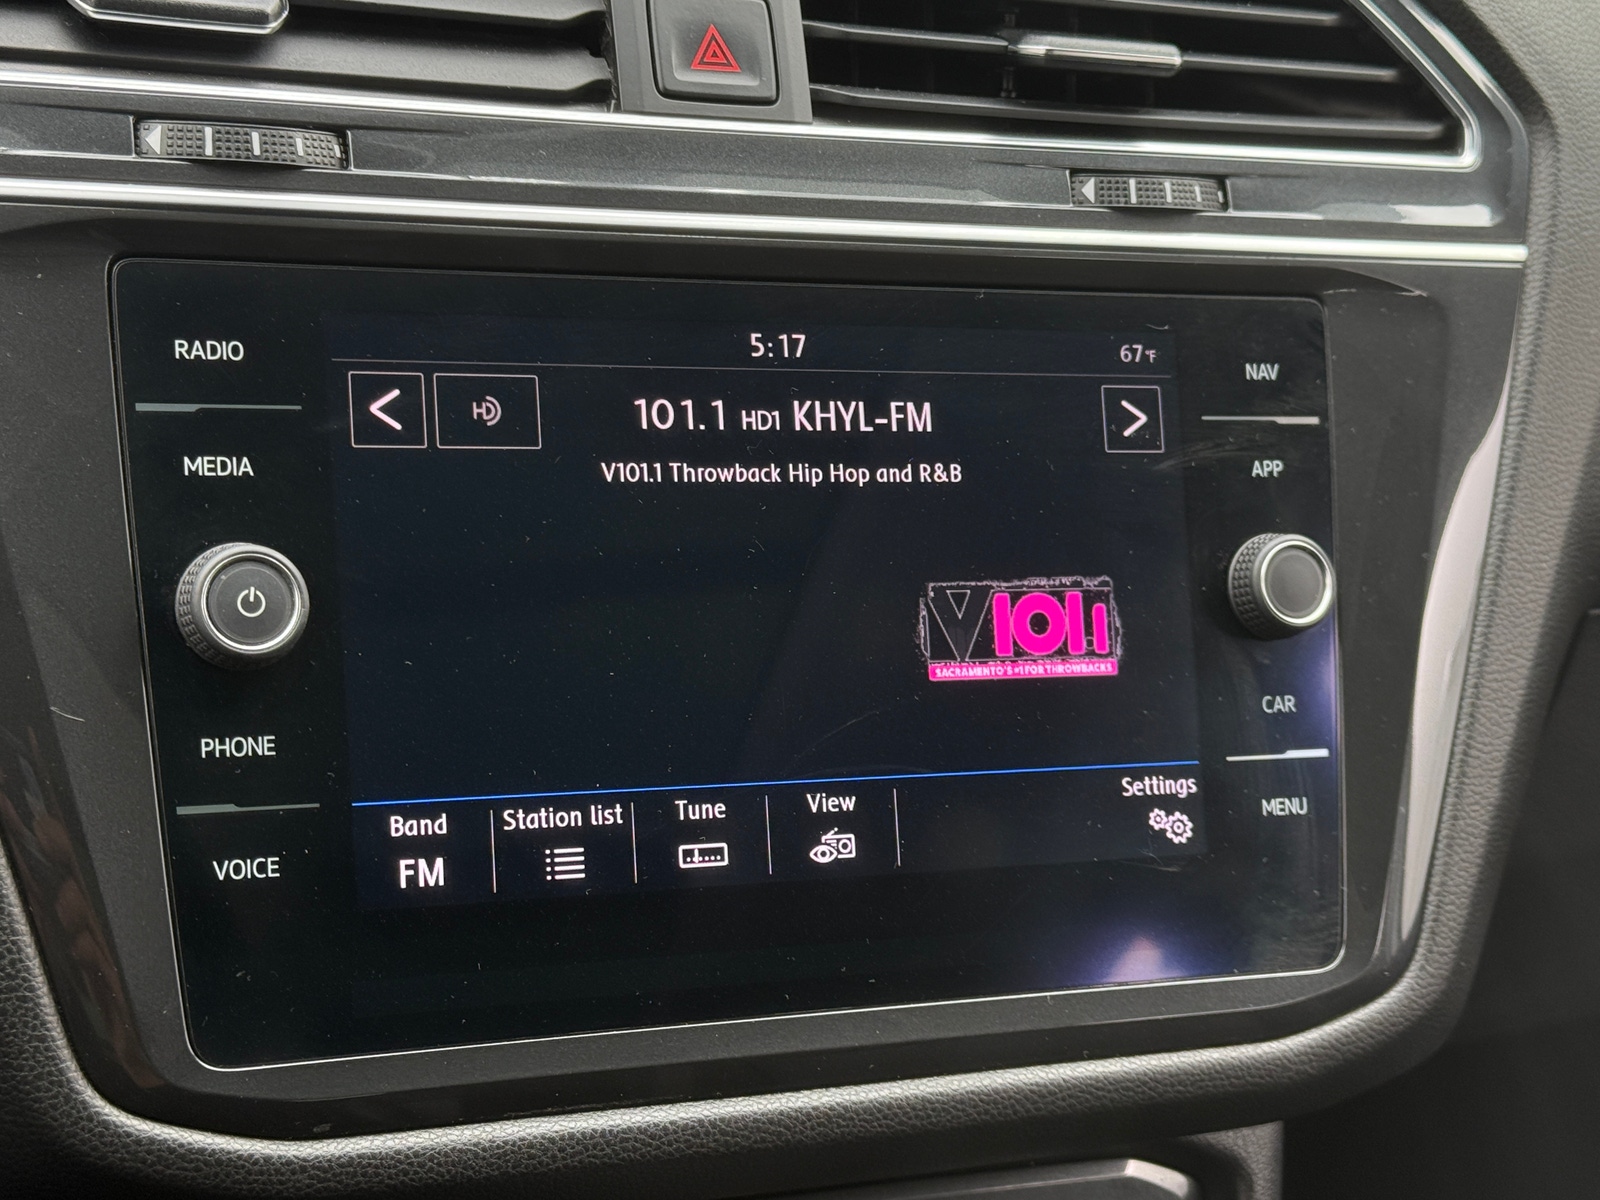 RADIO
MEDIA
PHONE
VOICE
5:17
67°F
HD
101.1 HD1 KHYL-FM
V101.1 Throwback Hip Hop and R&B
V101.1
SACRAMENTO'S #1 FOR THROWBACKS
Band
FM
Station list
Tune
View
Settings
NAV
APP
CAR
MENU